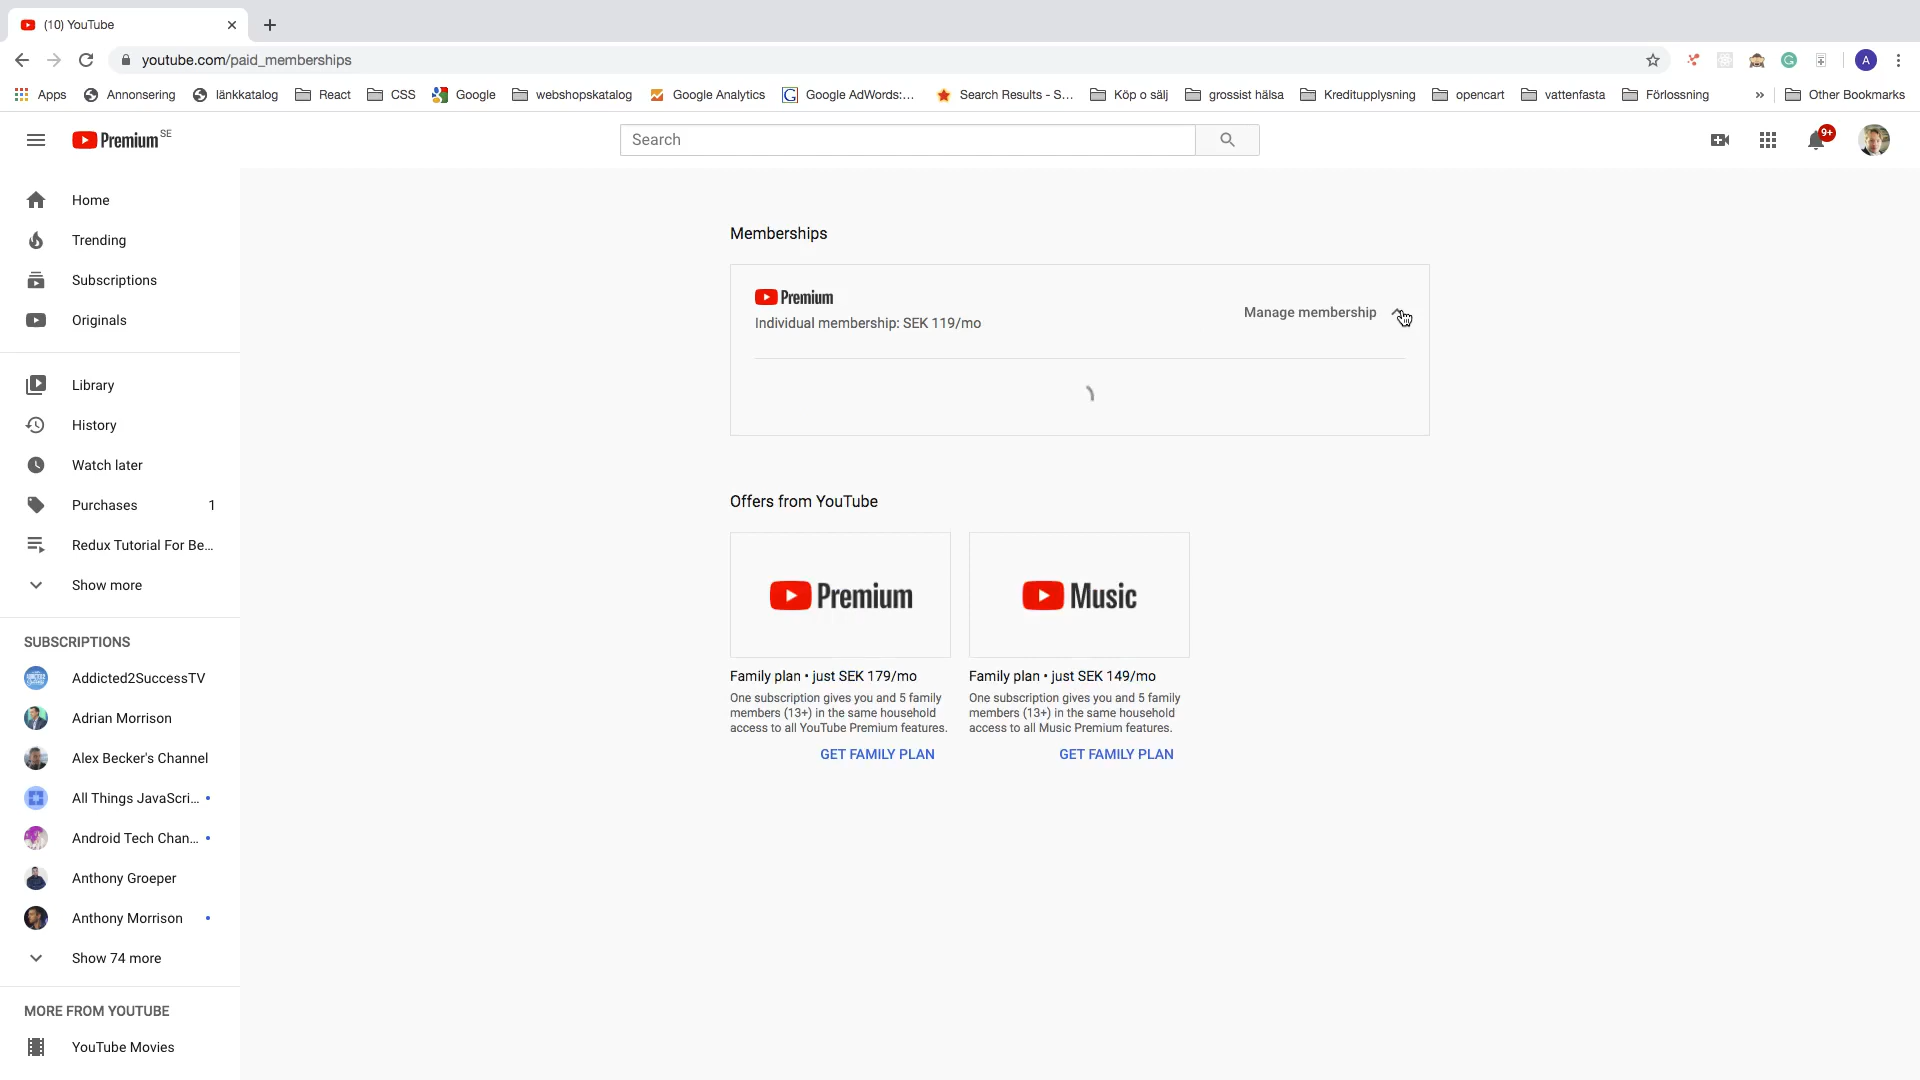 (10) YouTube
youtube.com/paid_memberships
A
Apps
Annonsering
länkkatalog
React
CSS
Google
webshopskatalog
Google Analytics
Google AdWords:...
Search Results - S...
Köp o sälj
grossist hälsa
Kreditupplysning
opencart
vattenfasta
Förlossning
»
Other Bookmarks
Premium SE
Search
9+
Home
Trending
Subscriptions
Originals
Library
History
Watch later
Purchases 1
Redux Tutorial For Be...
Show more
SUBSCRIPTIONS
Addicted2SuccessTV
Adrian Morrison
Alex Becker's Channel
All Things JavaScri...
Android Tech Chan...
Anthony Groeper
Anthony Morrison
Show 74 more
MORE FROM YOUTUBE
YouTube Movies
Memberships
Premium
Individual membership: SEK 119/mo
Manage membership
Offers from YouTube
Premium
Family plan • just SEK 179/mo
One subscription gives you and 5 family
members (13+) in the same household
access to all YouTube Premium features.
GET FAMILY PLAN
Music
Family plan • just SEK 149/mo
One subscription gives you and 5 family
members (13+) in the same household
access to all Music Premium features.
GET FAMILY PLAN